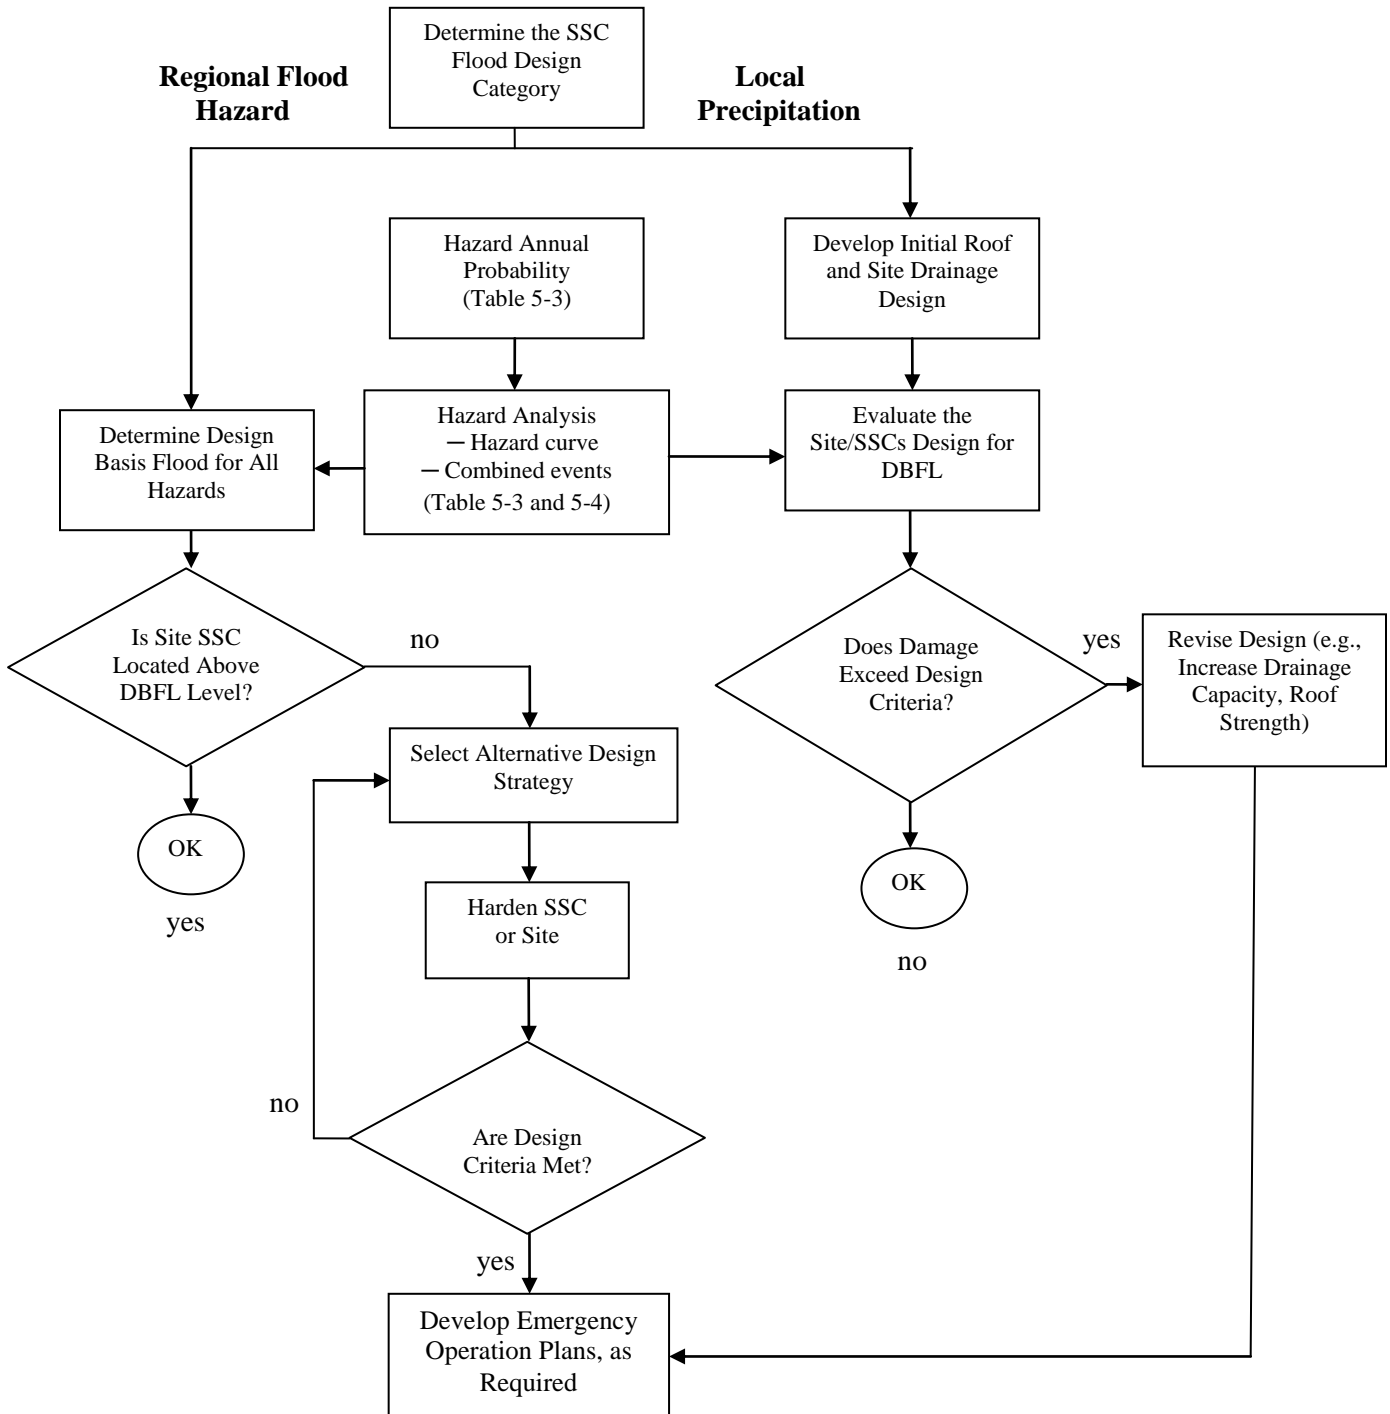 Determine the SSC
Flood Design
Category
Regional Flood
Hazard
Local
Precipitation
Hazard Annual
Probability
(Table 5-3)
Develop Initial Roof
and Site Drainage
Design
Determine Design
Basis Flood for All
Hazards
Hazard Analysis
— Hazard curve
— Combined events
(Table 5-3 and 5-4)
Evaluate the
Site/SSCs Design for
DBFL
Is Site SSC
Located Above
DBFL Level?
no
Does Damage
Exceed Design
Criteria?
yes
Revise Design (e.g.,
Increase Drainage
Capacity, Roof
Strength)
Select Alternative Design
Strategy
OK
yes
Harden SSC
or Site
OK
no
no
Are Design
Criteria Met?
yes
Develop Emergency
Operation Plans, as
Required